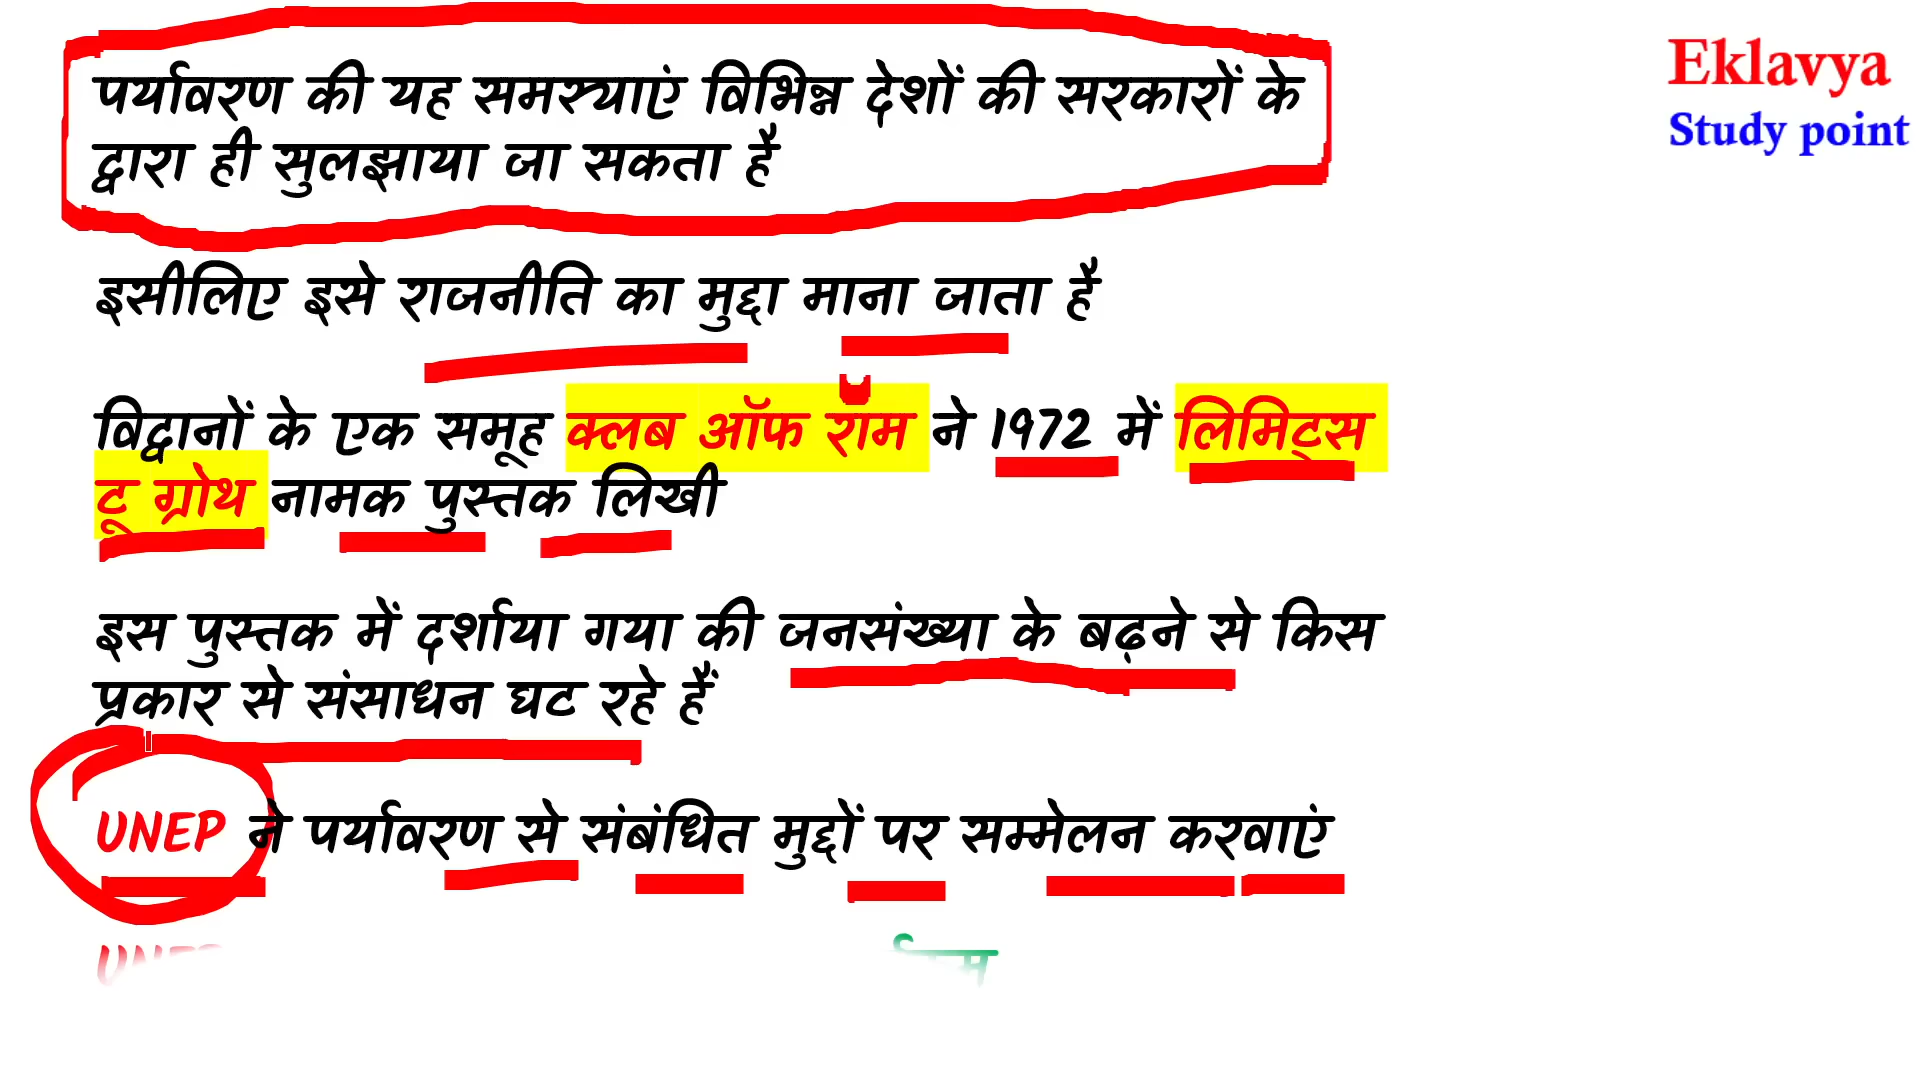 पर्यावरण की यह समस्याएं विभिन्न देशों की सरकारों के
द्वारा ही सुलझाया जा सकता है
Eklavya
Study point
इसीलिए इसे राजनीति का मुद्दा माना जाता है
विद्वानों के एक समूह क्लब ऑफ रॉम ने 1972 में लिमिट्स
टू ग्रोथ नामक पुस्तक लिखी
इस पुस्तक में दर्शाया गया की जनसंख्या के बढ़ने से किस
प्रकार से संसाधन घट रहे हैं
UNEP ने पर्यावरण से संबंधित मुद्दों पर सम्मेलन करवाएं